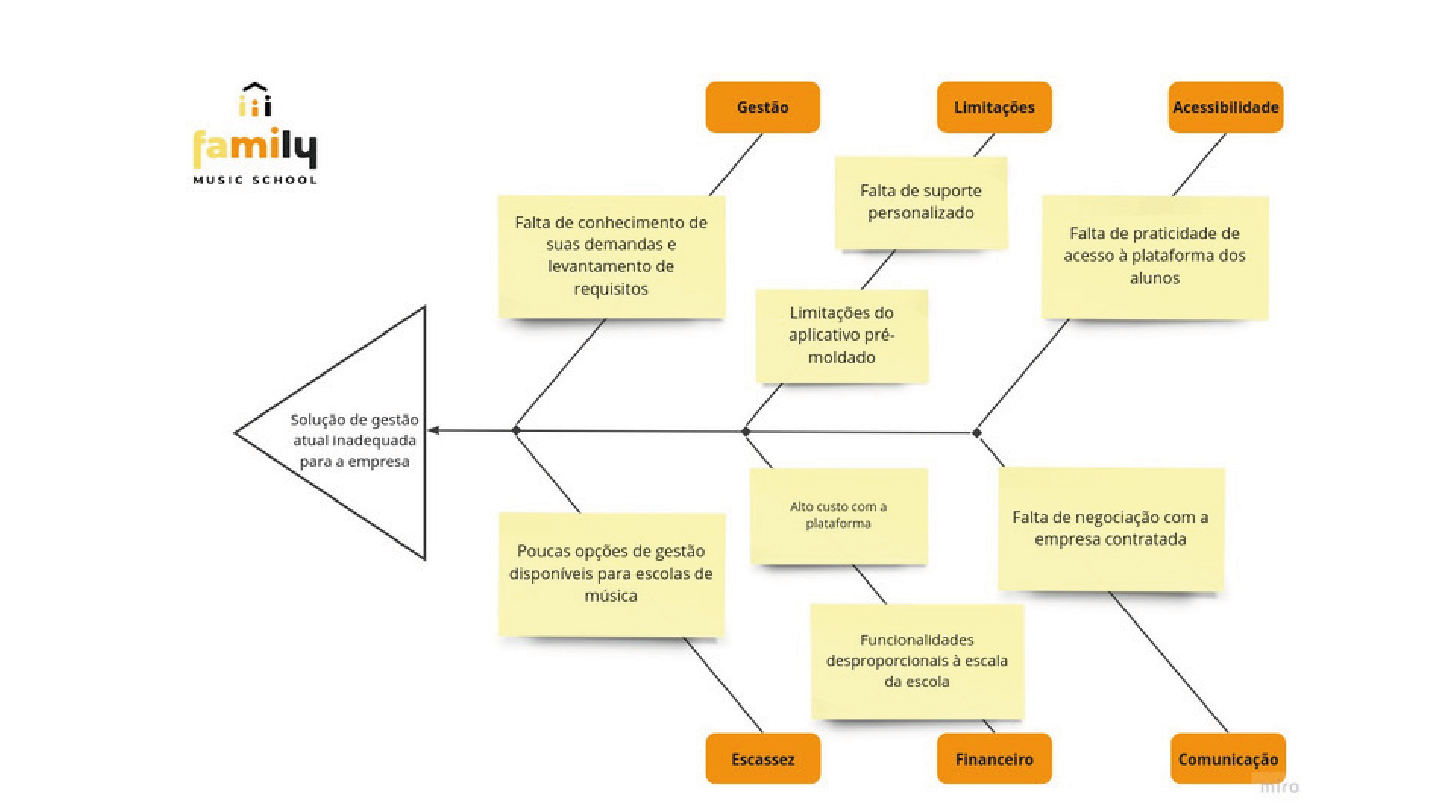 family
MUSIC SCHOOL
Gestão
Limitações
Acessibilidade
Falta de conhecimento de
suas demandas e
levantamento de
requisitos
Falta de suporte
personalizado
Limitações do
aplicativo pré-
moldado
Falta de praticidade de
acesso à plataforma dos
alunos
Solução de gestão
atual inadequada
para a empresa
Poucas opções de gestão
disponíveis para escolas de
música
Alto custo com a
plataforma
Funcionalidades
desproporcionais à escala
da escola
Falta de negociação com a
empresa contratada
Escassez
Financeiro
Comunicação
miro